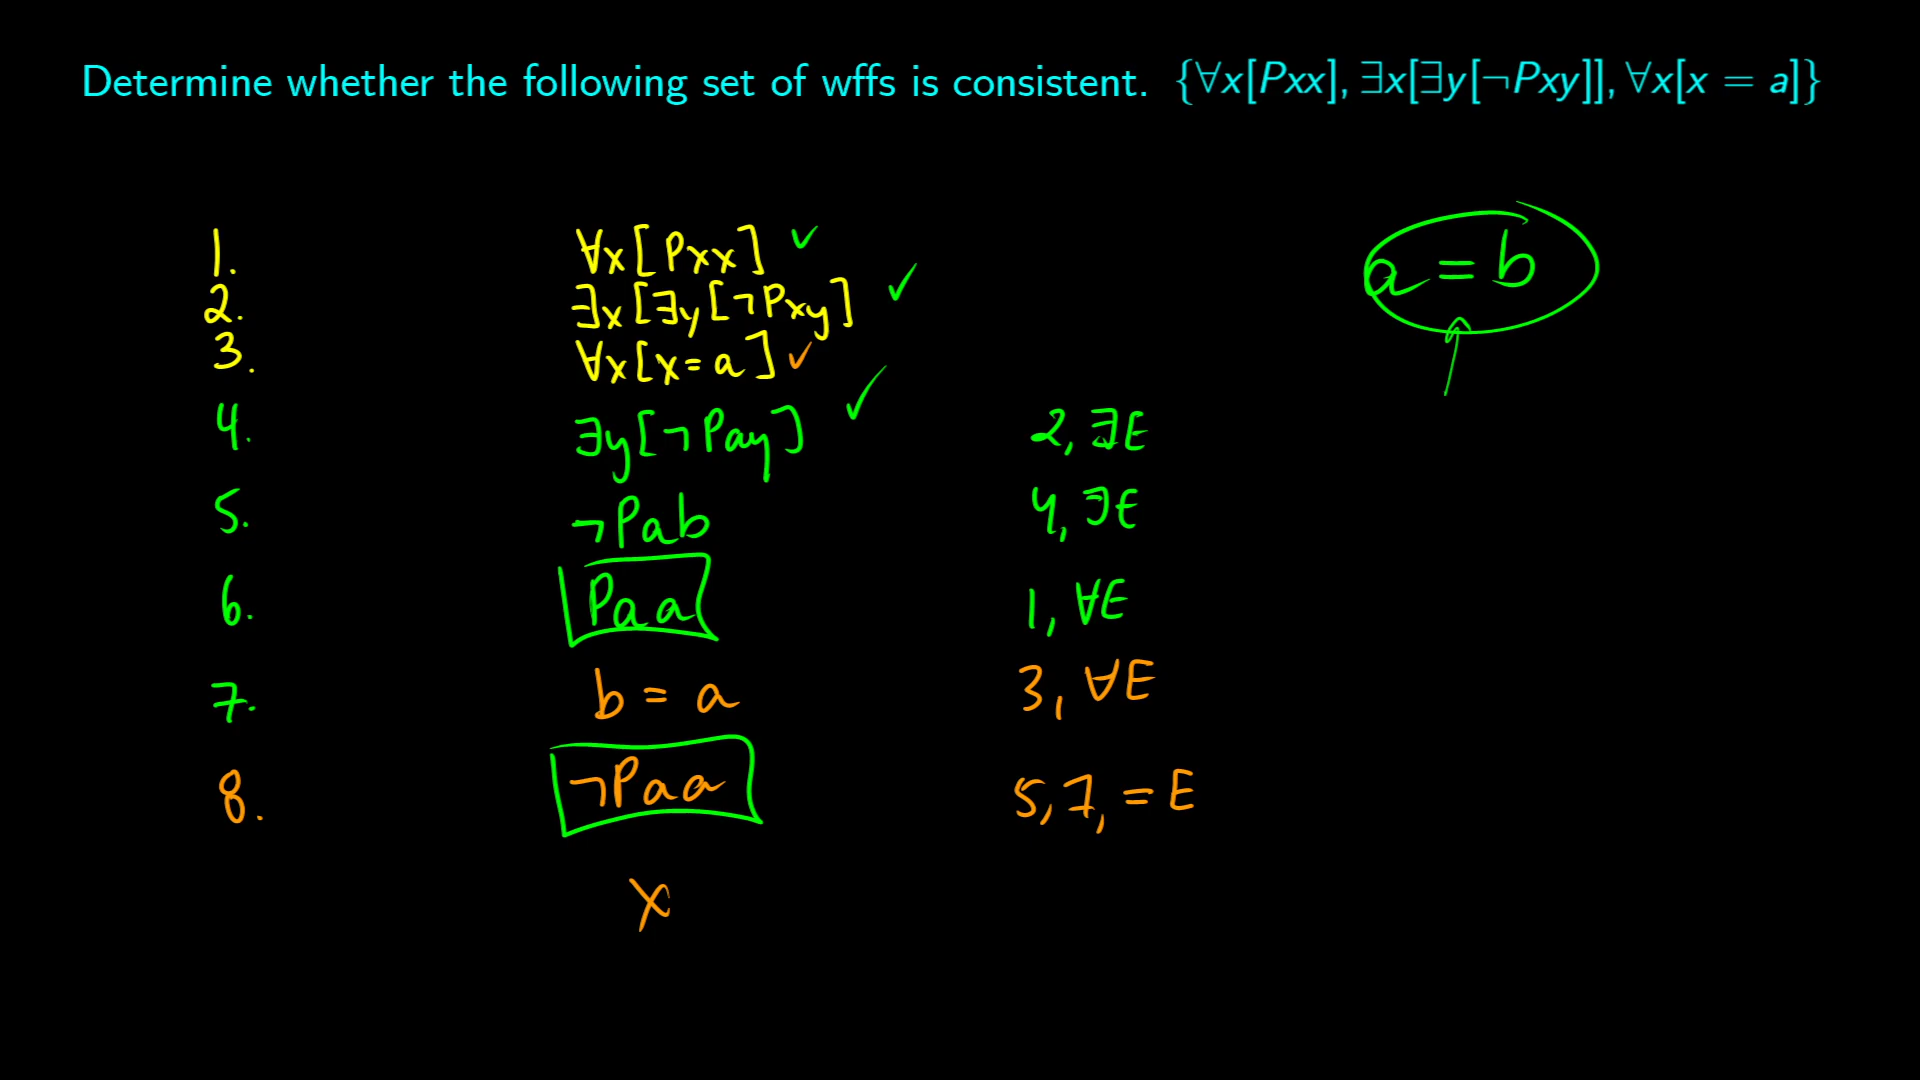 Determine whether the following set of wffs is consistent. {∀x[Pxx], ∃x[∃y[¬Pxy]], ∀x[x = a]}
1. ∀x[Pxx] ✓
2. ∃x[∃y[¬Pxy] ✓
3. ∀x[x=a] ✓
4. ∃y[¬Pay] ✓ 2, ∃E
5. ¬Pab 4, ∃E
6. Paa 1, ∀E
7. b = a 3, ∀E
8. ¬Paa 5, 7, = E
X
a = b